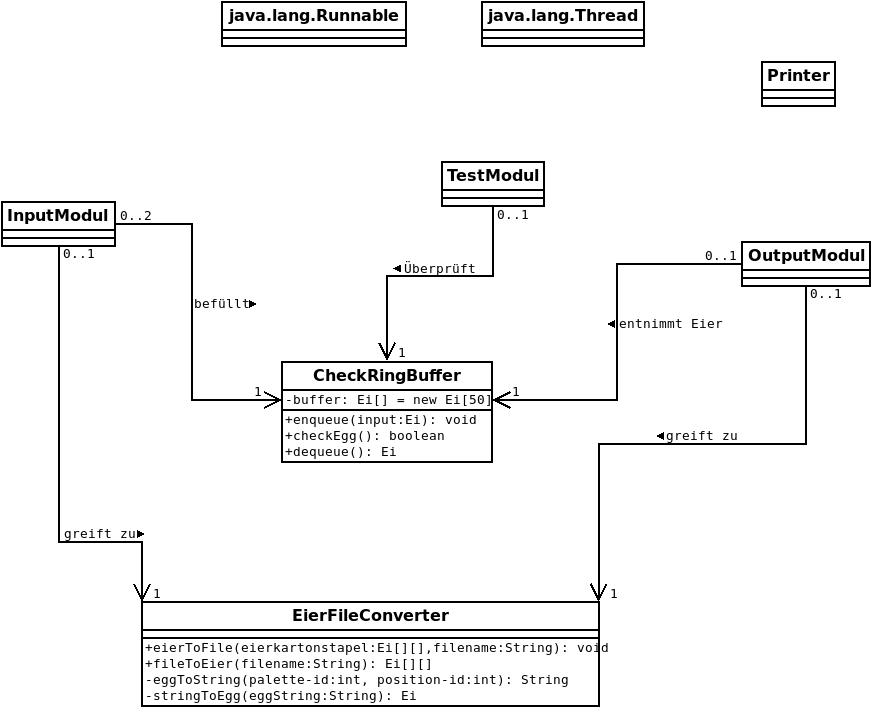 java.lang.Runnable
java.lang.Thread
Printer
TestModul
InputModul
0..2
0..1
0..1
OutputModul
0..1
0..1
Überprüft
befüllt
entnimmt Eier
1
CheckRingBuffer
1
1
-buffer: Ei[] = new Ei[50]
+enqueue(input:Ei): void
+checkEgg(): boolean
+dequeue(): Ei
greift zu
greift zu
1
1
EierFileConverter
+eierToFile(eierkartonstapel:Ei[][],filename:String): void
+fileToEier(filename:String): Ei[][]
-eggToString(palette-id:int, position-id:int): String
-stringToEgg(eggString:String): Ei